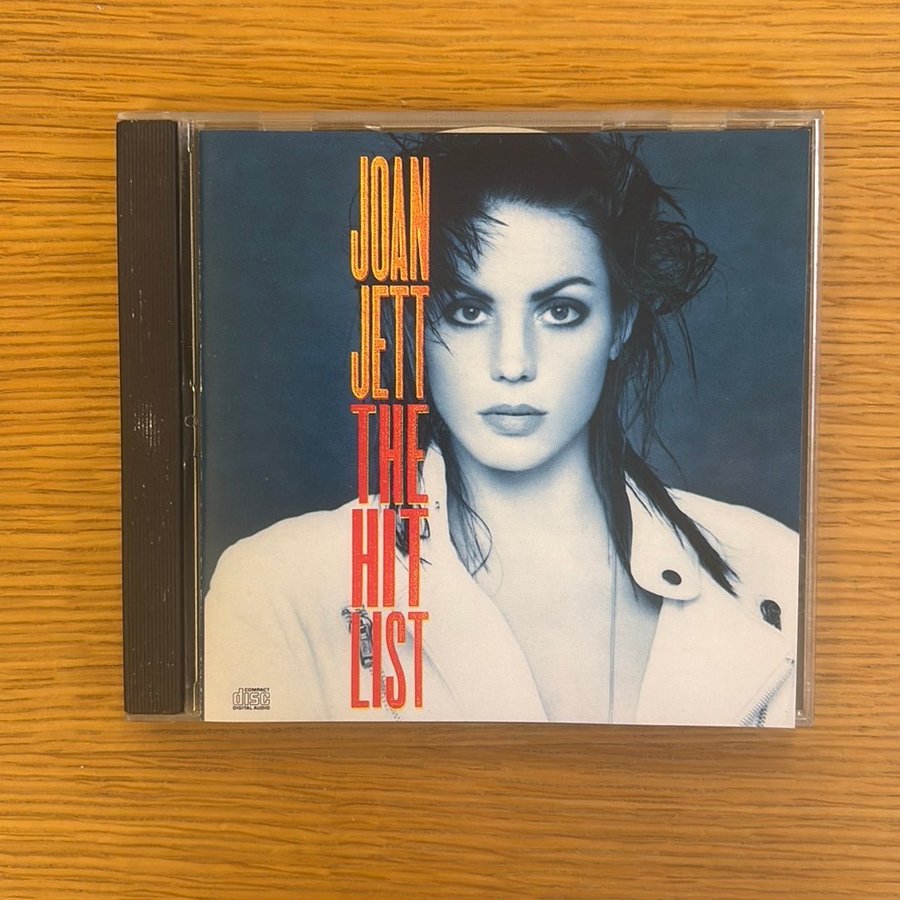 JOAN
JETT
THE
HIT
LIST
COMPACT
disc
DIGITAL AUDIO